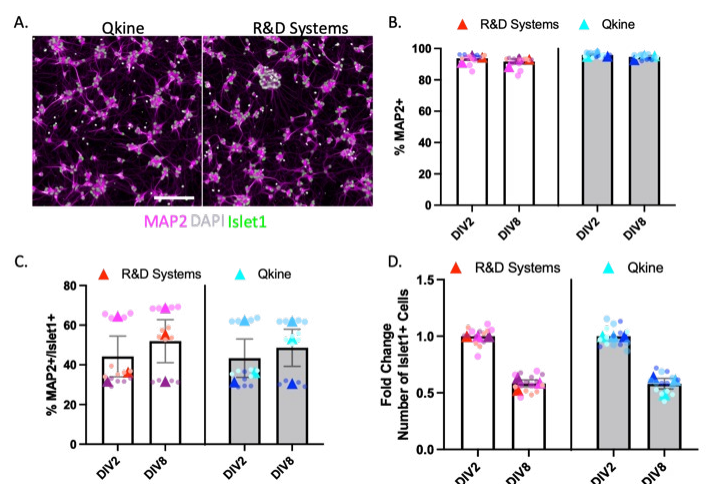 A.
Qkine
R&D Systems
MAP2 DAPI Islet1
B.
R&D Systems
Qkine
% MAP2+
100
80
60
40
20
0
DIV2
DIV8
DIV2
DIV8
C.
R&D Systems
Qkine
% MAP2+/Islet1+
80
60
40
20
0
DIV2
DIV8
DIV2
DIV8
D.
R&D Systems
Qkine
Fold Change
Number of Islet1+ Cells
1.5
1.0
0.5
0.0
DIV2
DIV8
DIV2
DIV8